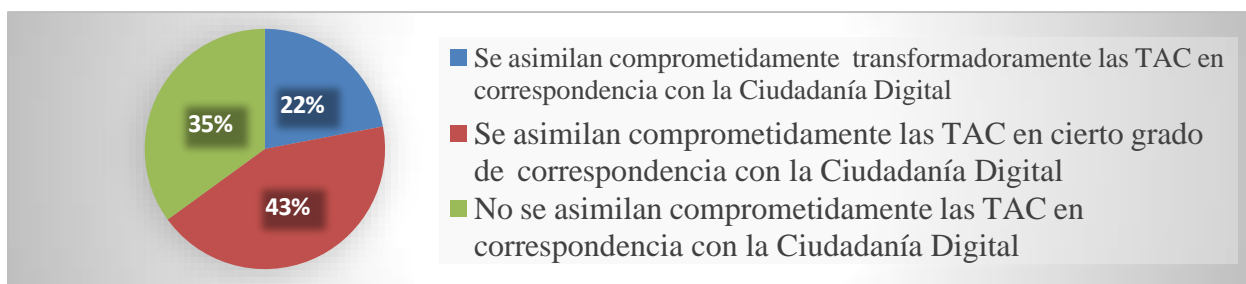 22%
35%
43%
Se asimilan comprometidamente transformadoramente las TAC en
correspondencia con la Ciudadanía Digital
Se asimilan comprometidamente las TAC en cierto grado
de correspondencia con la Ciudadanía Digital
No se asimilan comprometidamente las TAC en
correspondencia con la Ciudadanía Digital